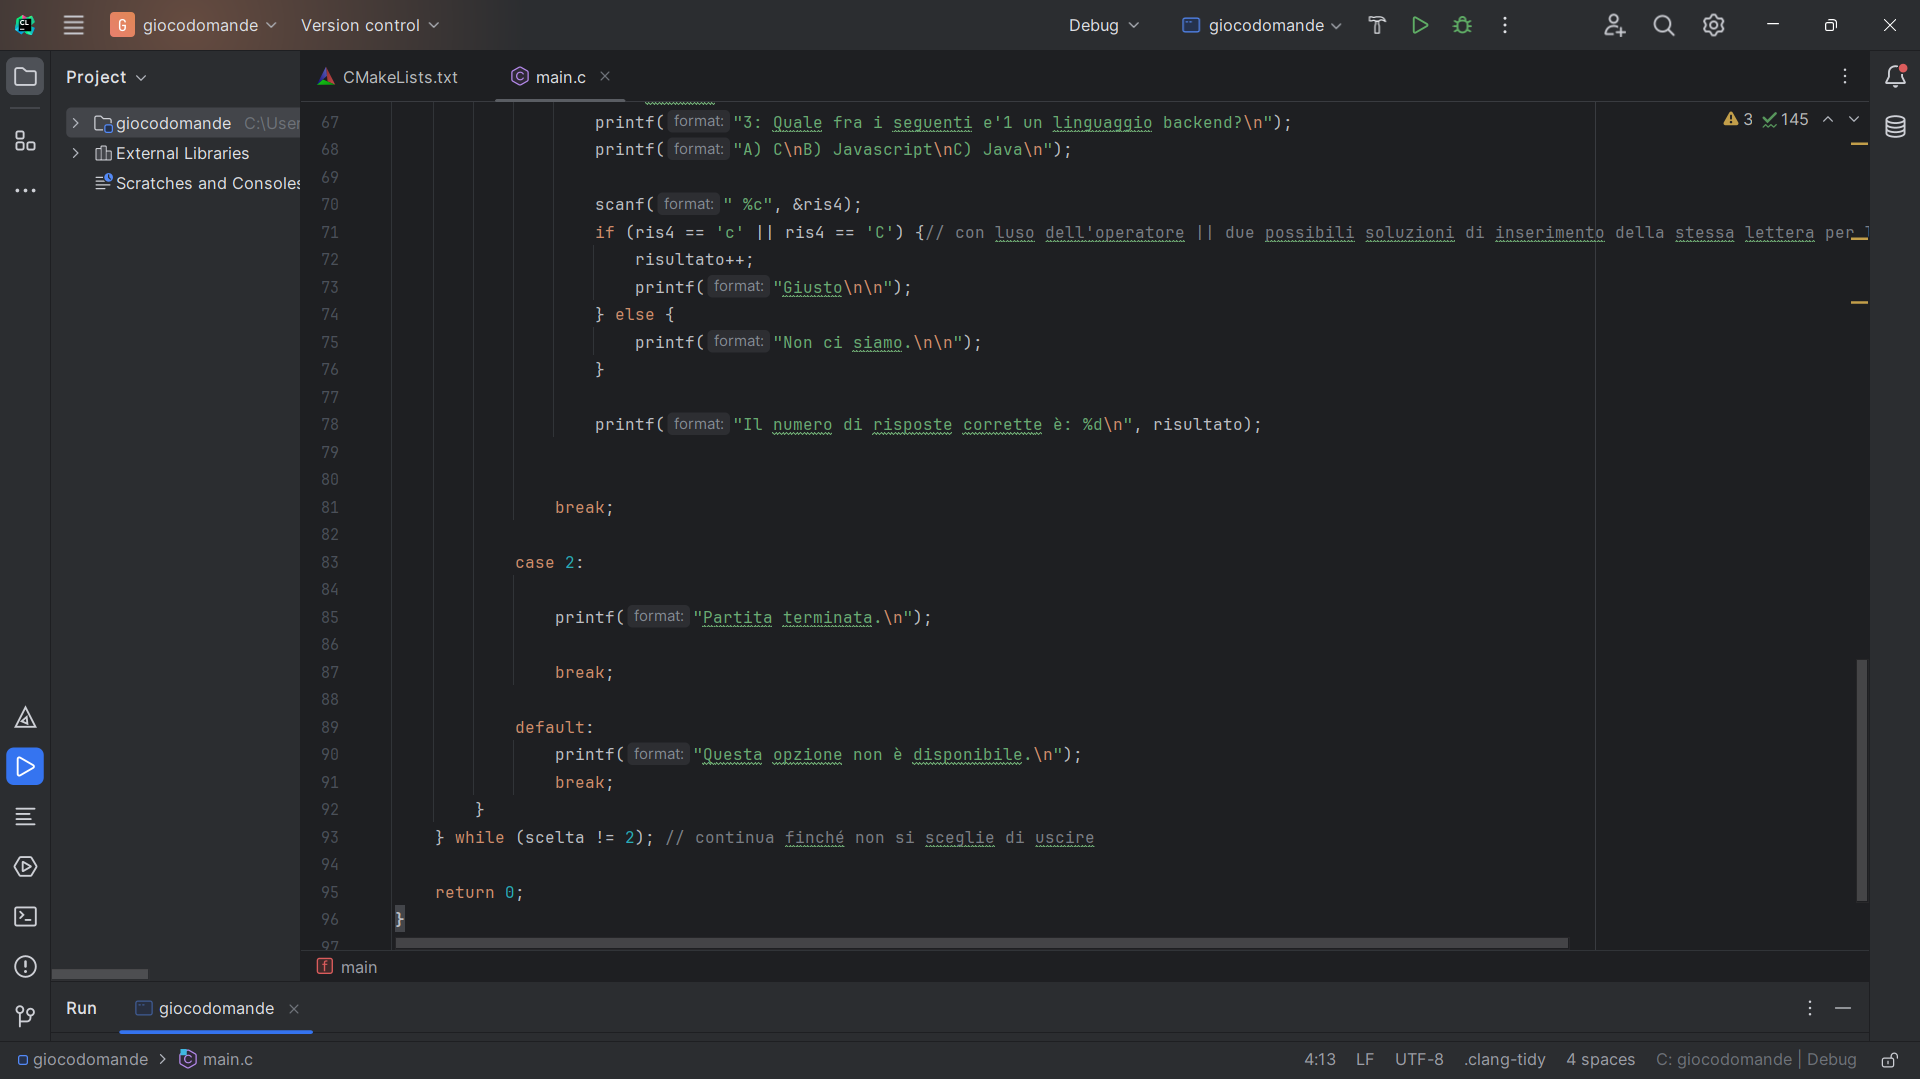 CL
G giocodomande Version control Debug giocodomande
Project
CMakeLists.txt main.c
giocodomande C:\User
External Libraries
Scratches and Consoles
3 145
67 printf( format: "3: Quale fra i seguenti e'1 un linguaggio backend?\n");
68 printf( format: "A) C\nB) Javascript\nC) Java\n");
69
70 scanf( format: " %c", &ris4);
71 if (ris4 == 'c' || ris4 == 'C') {// con luso dell'operatore || due possibili soluzioni di inserimento della stessa lettera per
72 risultato++;
73 printf( format: "Giusto\n\n");
74 } else {
75 printf( format: "Non ci siamo.\n\n");
76 }
77
78 printf( format: "Il numero di risposte corrette è: %d\n", risultato);
79
80
81 break;
82
83 case 2:
84
85 printf( format: "Partita terminata.\n");
86
87 break;
88
89 default:
90 printf( format: "Questa opzione non è disponibile.\n");
91 break;
92 }
93 } while (scelta != 2); // continua finché non si sceglie di uscire
94
95 return 0;
96 }
97
f main
Run giocodomande
giocodomande > main.c 4:13 LF UTF-8 .clang-tidy 4 spaces C: giocodomande | Debug